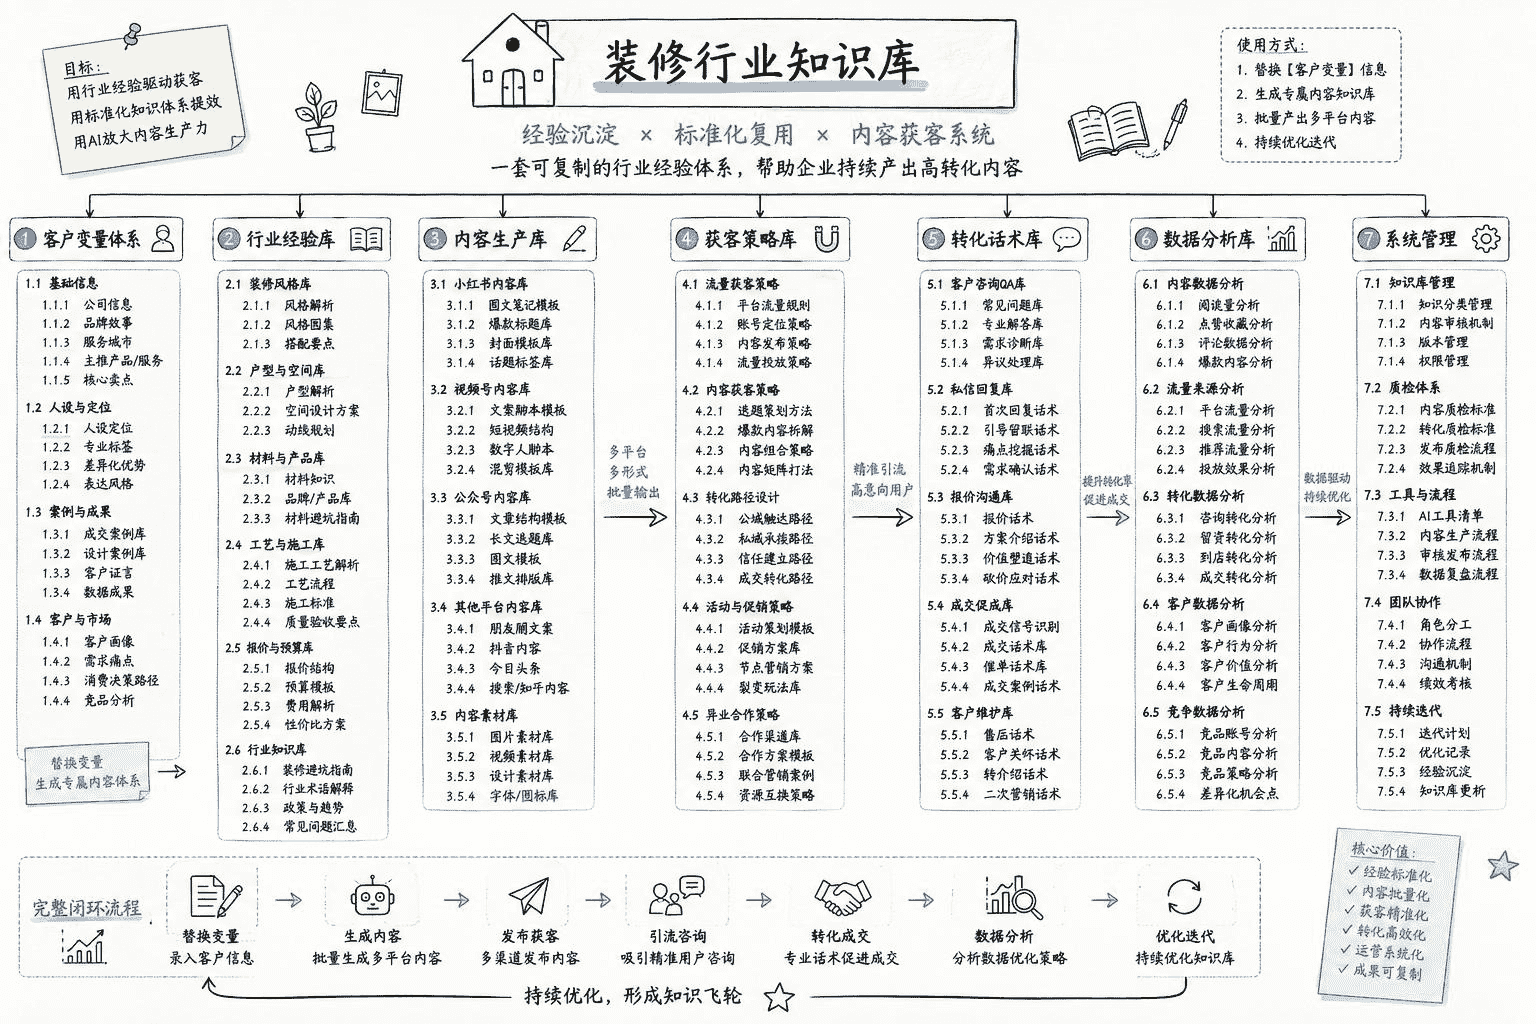 目标：
用行业经验驱动获客
用标准化知识体系提效
用AI放大内容生产力
装修行业知识库
经验沉淀 × 标准化复用 × 内容获客系统
一套可复制的行业经验体系，帮助企业持续产出高转化内容
使用方式：
1. 替换【客户变量】信息
2. 生成专属内容知识库
3. 批量产出多平台内容
4. 持续优化迭代
1 客户变量体系
1.1 基础信息
1.1.1 公司信息
1.1.2 品牌故事
1.1.3 服务城市
1.1.4 主推产品/服务
1.1.5 核心卖点
1.2 人设与定位
1.2.1 人设定位
1.2.2 专业标签
1.2.3 差异化优势
1.2.4 表达风格
1.3 案例与成果
1.3.1 成交案例库
1.3.2 设计案例库
1.3.3 客户证言
1.3.4 数据成果
1.4 客户与市场
1.4.1 客户画像
1.4.2 需求痛点
1.4.3 消费决策路径
1.4.4 竞品分析
替换变量
生成专属内容体系
2 行业经验库
2.1 装修风格库
2.1.1 风格解析
2.1.2 风格图集
2.1.3 搭配要点
2.2 户型与空间库
2.2.1 户型解析
2.2.2 空间设计方案
2.2.3 动线规划
2.3 材料与产品库
2.3.1 材料知识
2.3.2 品牌/产品库
2.3.3 材料避坑指南
2.4 工艺与施工库
2.4.1 施工工艺解析
2.4.2 工艺流程
2.4.3 施工标准
2.4.4 质量验收要点
2.5 报价与预算库
2.5.1 报价结构
2.5.2 预算模板
2.5.3 费用解析
2.5.4 性价比方案
2.6 行业知识库
2.6.1 装修避坑指南
2.6.2 行业术语解释
2.6.3 政策与趋势
2.6.4 常见问题汇总
3 内容生产库
3.1 小红书内容库
3.1.1 图文笔记模板
3.1.2 爆款标题库
3.1.3 封面模板库
3.1.4 话题标签库
3.2 视频号内容库
3.2.1 文案脚本模板
3.2.2 短视频结构
3.2.3 数字人脚本
3.2.4 混剪模板库
3.3 公众号内容库
3.3.1 文章结构模板
3.3.2 长文选题库
3.3.3 图文模板
3.3.4 推文排版库
3.4 其他平台内容库
3.4.1 朋友圈文案
3.4.2 抖音内容
3.4.3 今日头条
3.4.4 搜索/知乎内容
3.5 内容素材库
3.5.1 图片素材库
3.5.2 视频素材库
3.5.3 设计素材库
3.5.4 字体/图标库
多平台
多形式
批量输出
4 获客策略库
4.1 流量获客策略
4.1.1 平台流量规则
4.1.2 账号定位策略
4.1.3 内容发布策略
4.1.4 流量投放策略
4.2 内容获客策略
4.2.1 选题策划方法
4.2.2 爆款内容拆解
4.2.3 内容组合策略
4.2.4 内容矩阵打法
4.3 转化路径设计
4.3.1 公域触达路径
4.3.2 私域承接路径
4.3.3 信任建立路径
4.3.4 成交转化路径
4.4 活动与促销策略
4.4.1 活动策划模板
4.4.2 促销方案库
4.4.3 节点营销方案
4.4.4 裂变玩法库
4.5 异业合作策略
4.5.1 合作渠道库
4.5.2 合作方案模板
4.5.3 联合营销案例
4.5.4 资源互换策略
精准引流
高意向用户
5 转化话术库
5.1 客户咨询QA库
5.1.1 常见问题库
5.1.2 专业解答库
5.1.3 需求诊断库
5.1.4 异议处理库
5.2 私信回复库
5.2.1 首次回复话术
5.2.2 引导留联话术
5.2.3 痛点挖掘话术
5.2.4 需求确认话术
5.3 报价沟通库
5.3.1 报价话术
5.3.2 方案介绍话术
5.3.3 价值塑造话术
5.3.4 砍价应对话术
5.4 成交促成库
5.4.1 成交信号识别
5.4.2 成交话术库
5.4.3 催单话术库
5.4.4 成交案例话术
5.5 客户维护库
5.5.1 售后话术
5.5.2 客户关怀话术
5.5.3 转介绍话术
5.5.4 二次营销话术
提升转化率
促进成交
6 数据分析库
6.1 内容数据分析
6.1.1 阅读量分析
6.1.2 点赞收藏分析
6.1.3 评论数据分析
6.1.4 爆款内容分析
6.2 流量来源分析
6.2.1 平台流量分析
6.2.2 搜索流量分析
6.2.3 推荐流量分析
6.2.4 投放效果分析
6.3 转化数据分析
6.3.1 咨询转化分析
6.3.2 留资转化分析
6.3.3 到店转化分析
6.3.4 成交转化分析
6.4 客户数据分析
6.4.1 客户画像分析
6.4.2 客户行为分析
6.4.3 客户价值分析
6.4.4 客户生命周期
6.5 竞争数据分析
6.5.1 竞品账号分析
6.5.2 竞品内容分析
6.5.3 竞品策略分析
6.5.4 差异化机会点
数据驱动
持续优化
7 系统管理
7.1 知识库管理
7.1.1 知识分类管理
7.1.2 内容审核机制
7.1.3 版本管理
7.1.4 权限管理
7.2 质检体系
7.2.1 内容质检标准
7.2.2 转化质检标准
7.2.3 发布质检流程
7.2.4 效果追踪机制
7.3 工具与流程
7.3.1 AI工具清单
7.3.2 内容生产流程
7.3.3 审核发布流程
7.3.4 数据复盘流程
7.4 团队协作
7.4.1 角色分工
7.4.2 协作流程
7.4.3 沟通机制
7.4.4 绩效考核
7.5 持续迭代
7.5.1 迭代计划
7.5.2 优化记录
7.5.3 经验沉淀
7.5.4 知识库更新
完整闭环流程
替换变量
录入客户信息
生成内容
批量生成多平台内容
发布获客
多渠道发布内容
引流咨询
吸引精准用户咨询
转化成交
专业话术促进成交
数据分析
分析数据优化策略
优化迭代
持续优化知识库
持续优化，形成知识飞轮
核心价值：
✓ 经验标准化
✓ 内容批量化
✓ 获客精准化
✓ 转化高效化
✓ 运营系统化
✓ 成果可复制